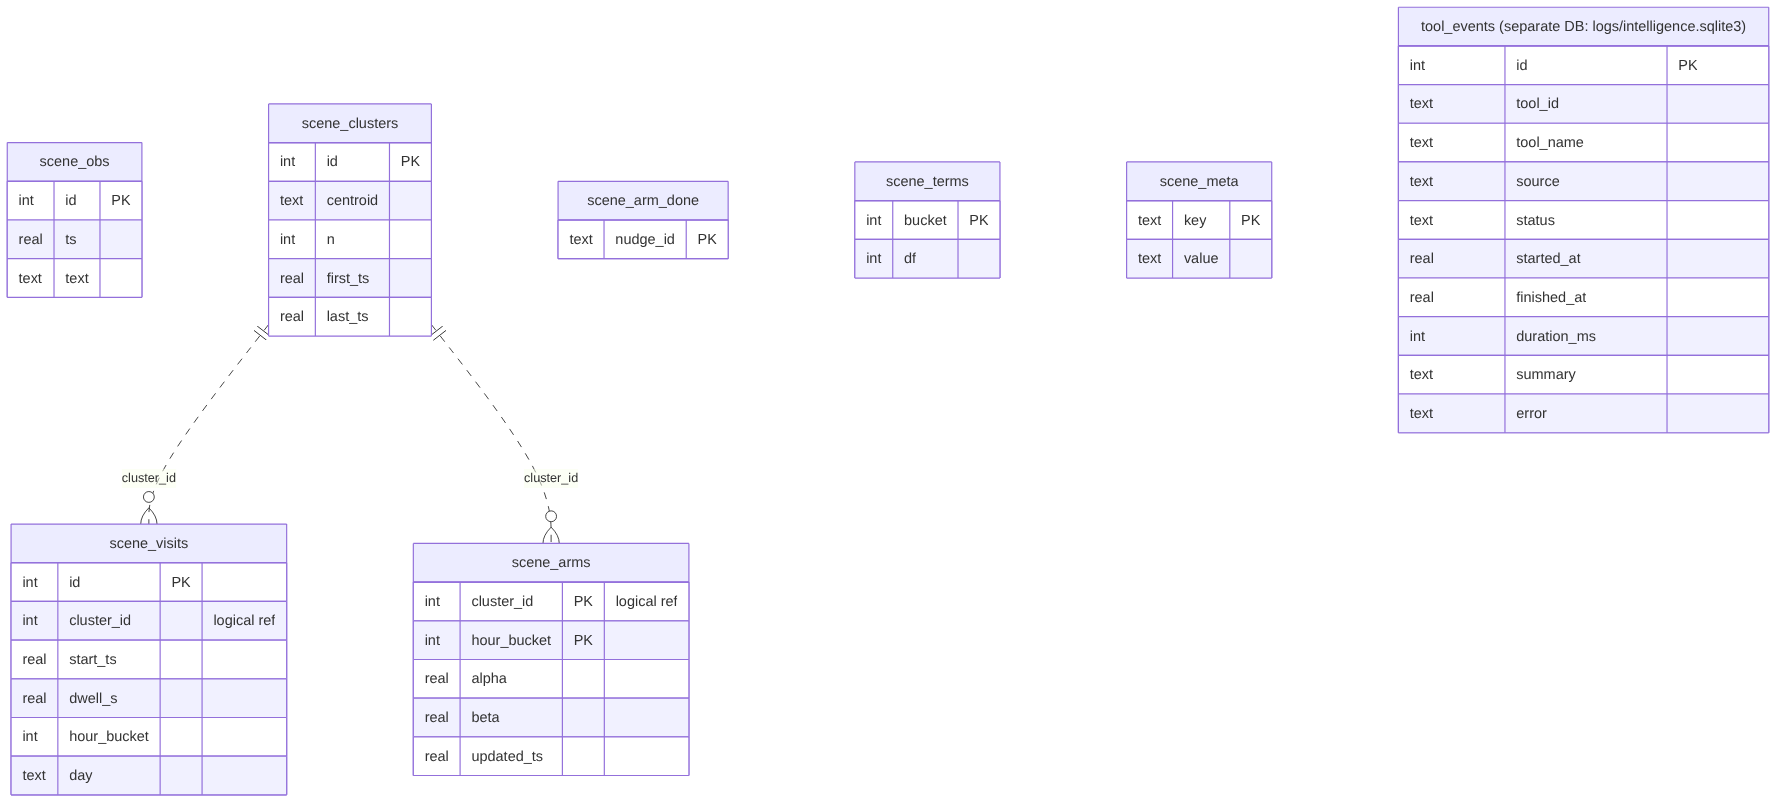 scene_obs
int id PK
real ts
text text
scene_clusters
int id PK
text centroid
int n
real first_ts
real last_ts
scene_arm_done
text nudge_id PK
scene_terms
int bucket PK
int df
scene_meta
text key PK
text value
tool_events (separate DB: logs/intelligence.sqlite3)
int id PK
text tool_id
text tool_name
text source
text status
real started_at
real finished_at
int duration_ms
text summary
text error
cluster_id
cluster_id
scene_visits
int id PK
int cluster_id logical ref
real start_ts
real dwell_s
int hour_bucket
text day
scene_arms
int cluster_id PK logical ref
int hour_bucket PK
real alpha
real beta
real updated_ts